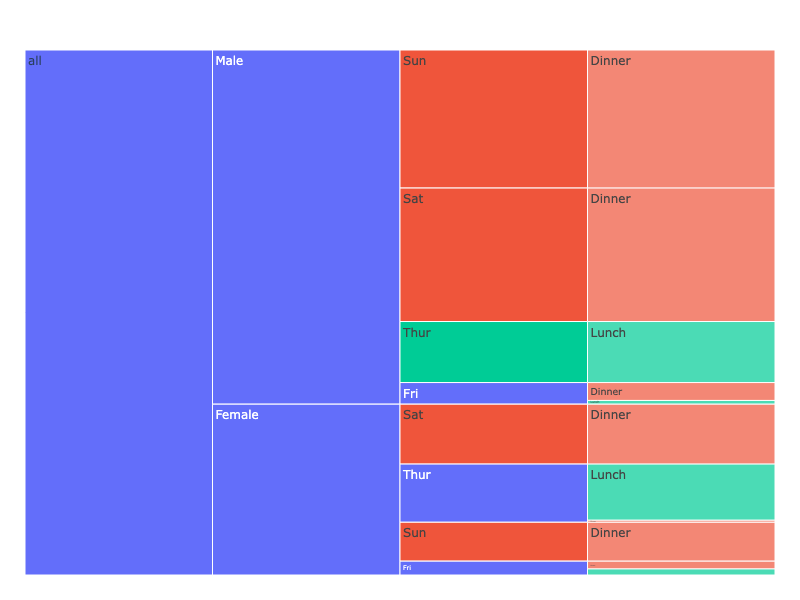 all
Male
Sun
Dinner
Sat
Dinner
Thur
Lunch
Fri
Dinner
Female
Sat
Dinner
Thur
Lunch
Sun
Dinner
Fri